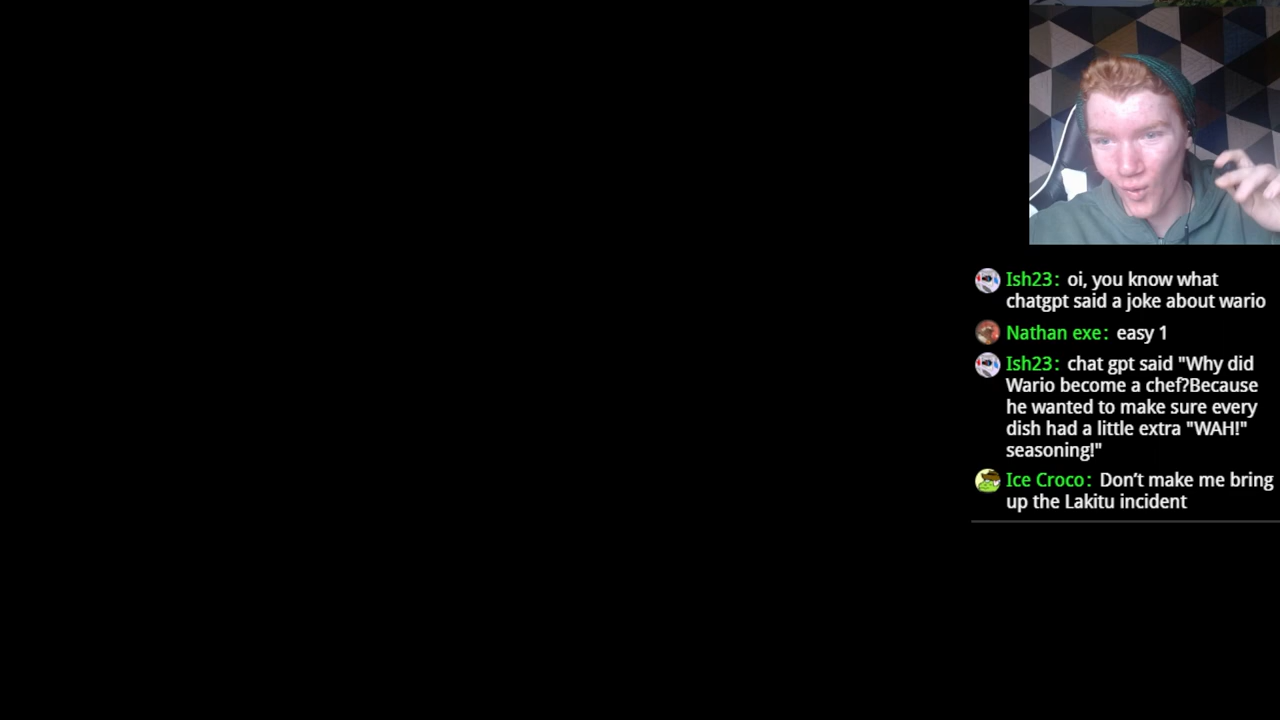 Ish23: oi, you know what
chatgpt said a joke about wario
Nathan exe: easy 1
Ish23: chat gpt said "Why did
Wario become a chef?Because
he wanted to make sure every
dish had a little extra "WAH!"
seasoning!"
Ice Croco: Don’t make me bring
up the Lakitu incident